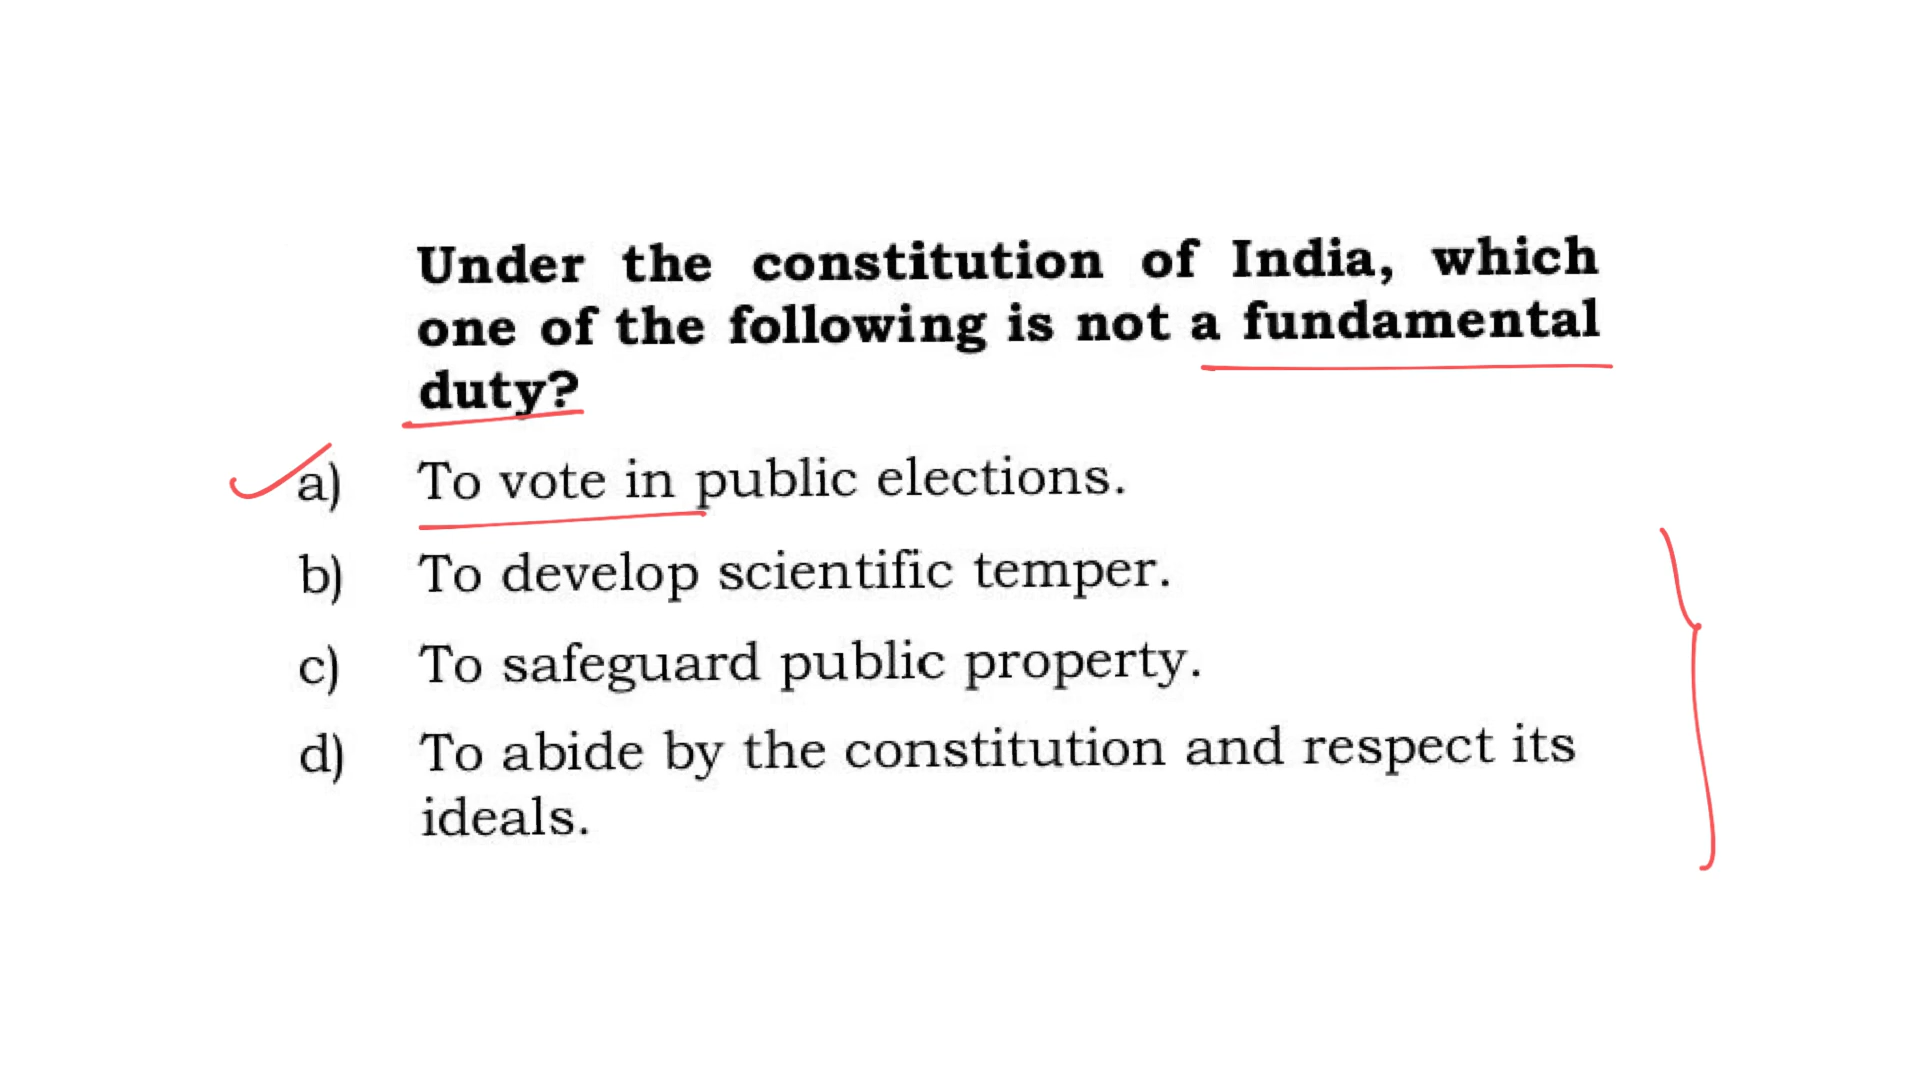 Under the constitution of India, which
one of the following is not a fundamental
duty?
a) To vote in public elections.
b) To develop scientific temper.
c) To safeguard public property.
d) To abide by the constitution and respect its
ideals.